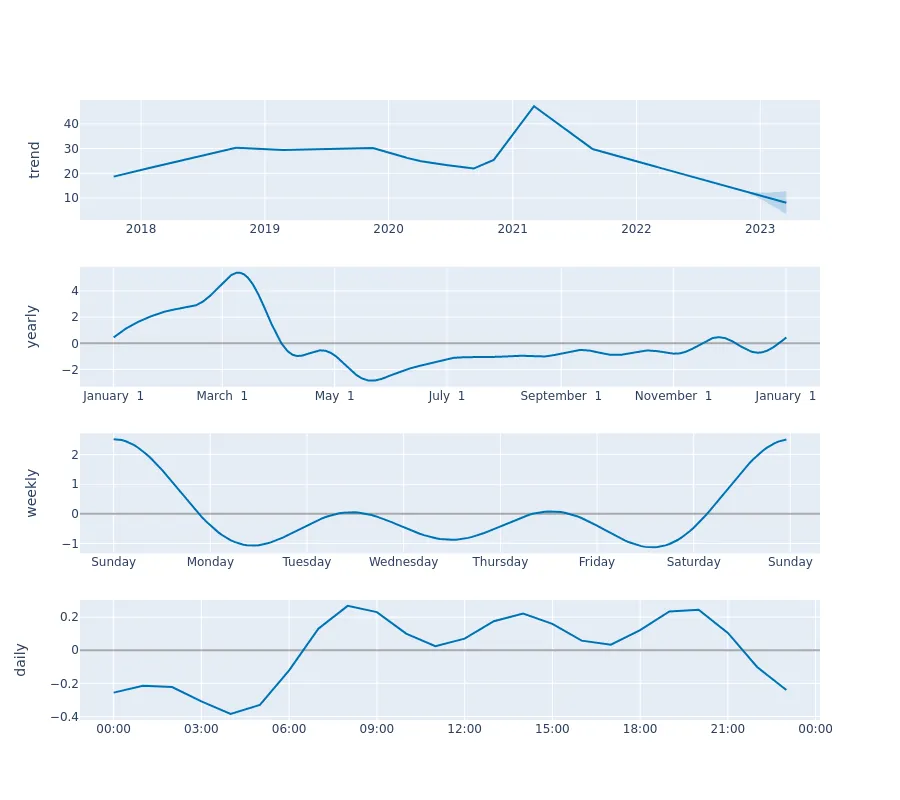 trend
40
30
20
10
2018 2019 2020 2021 2022 2023
yearly
4
2
0
−2
January 1 March 1 May 1 July 1 September 1 November 1 January 1
weekly
2
1
0
−1
Sunday Monday Tuesday Wednesday Thursday Friday Saturday Sunday
daily
0.2
0
−0.2
−0.4
00:00 03:00 06:00 09:00 12:00 15:00 18:00 21:00 00:00